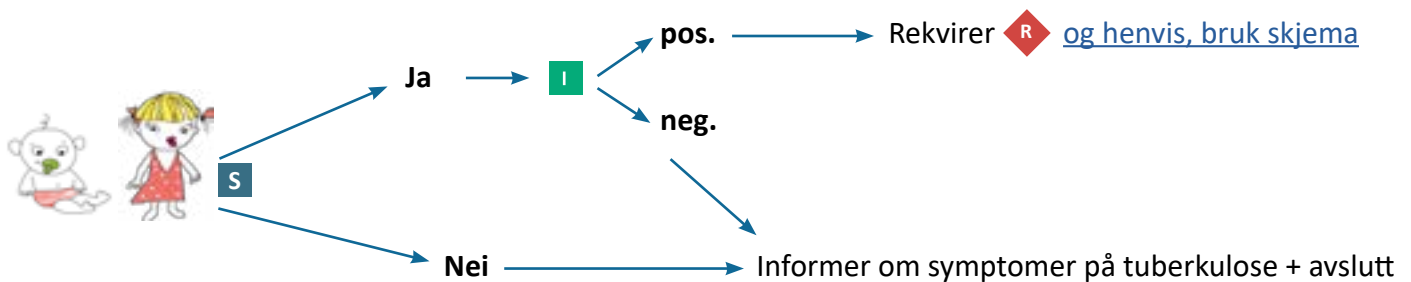 pos.
Rekvirer R og henvis, bruk skjema
Ja
I
neg.
S
Nei
Informer om symptomer på tuberkulose + avslutt